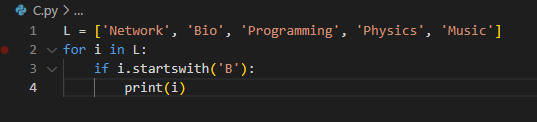 C.py > ...
1 L = ['Network', 'Bio', 'Programming', 'Physics', 'Music']
2 for i in L:
3 if i.startswith('B'):
4 print(i)